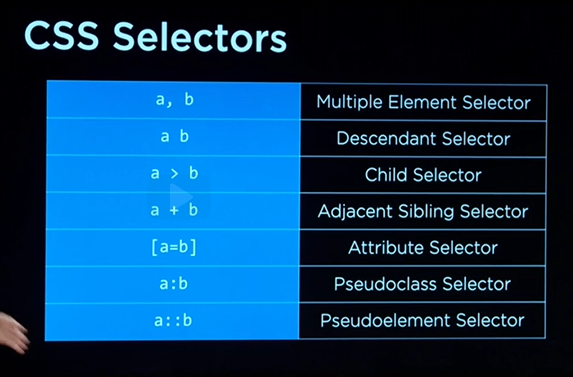 CSS Selectors
a, b Multiple Element Selector
a b Descendant Selector
a > b Child Selector
a + b Adjacent Sibling Selector
[a=b] Attribute Selector
a:b Pseudoclass Selector
a::b Pseudoelement Selector